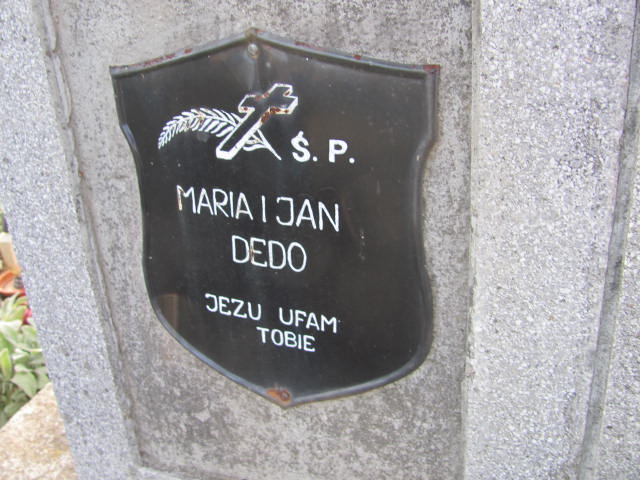 Ś. P.
MARIA I JAN
DEDO
JEZU UFAM
TOBIE